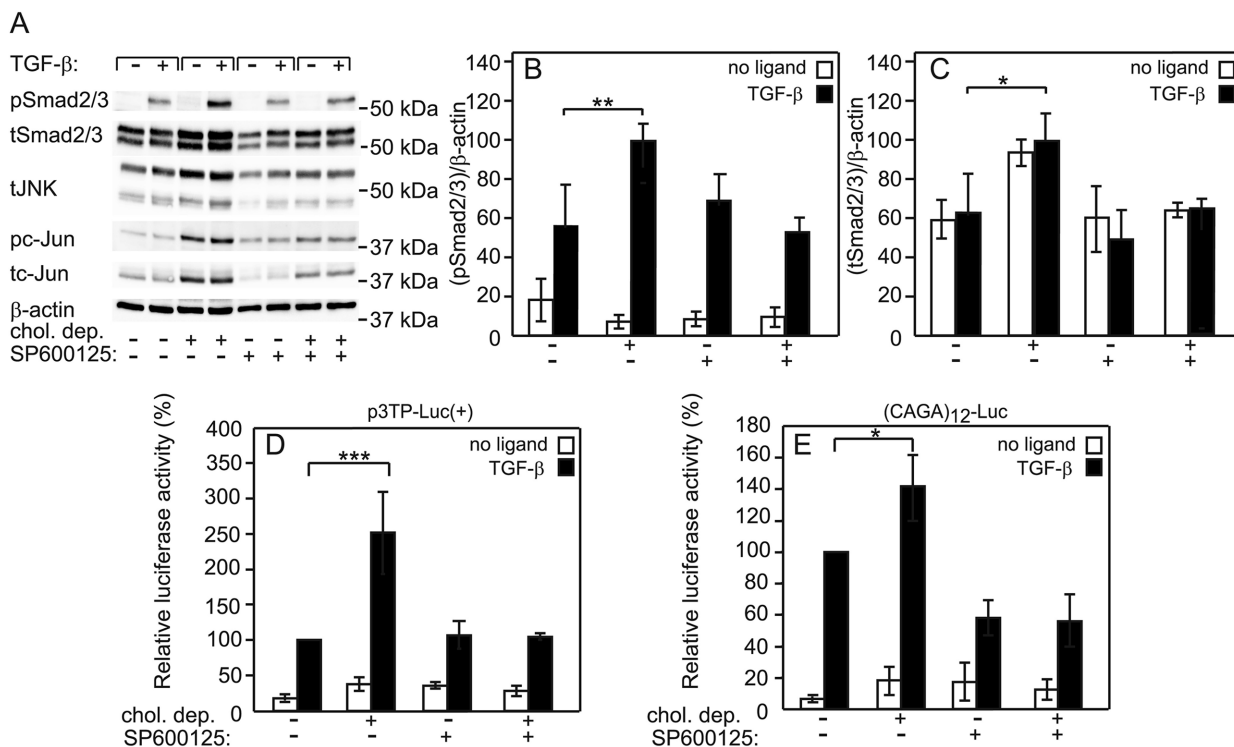 A
TGF-β: - + - + - + - +
pSmad2/3
-50 kDa
tSmad2/3
-50 kDa
tJNK
-50 kDa
pc-Jun
-37 kDa
tc-Jun
-37 kDa
β-actin
-37 kDa
chol. dep. - - + + - - + +
SP600125: - - - - + + + +
B
no ligand
TGF-β
**
(pSmad2/3)/β-actin
140
120
100
80
60
40
20
0
- + - +
- - + +
C
no ligand
TGF-β
*
(tSmad2/3)/β-actin
140
120
100
80
60
40
20
0
- + - +
- - + +
p3TP-Luc(+)
D
no ligand
TGF-β
***
Relative luciferase activity (%)
400
350
300
250
200
150
100
50
0
chol. dep. - + - +
SP600125: - - + +
(CAGA)12-Luc
E
no ligand
TGF-β
*
Relative luciferase activity (%)
180
160
140
120
100
80
60
40
20
0
chol. dep. - + - +
SP600125: - - + +